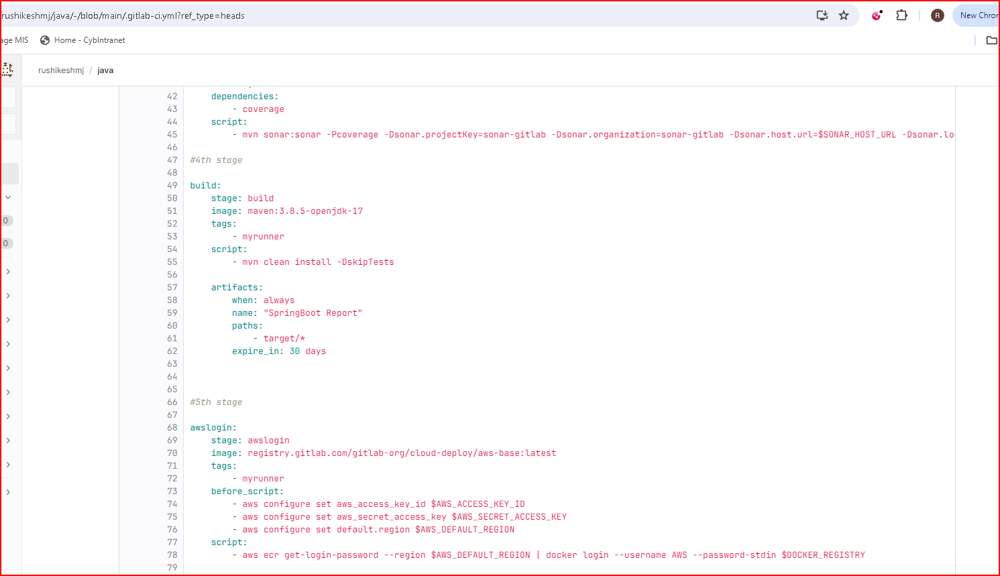 rushikeshmj/java/-/blob/main/.gitlab-ci.yml?ref_type=heads
R
New Chror
age MIS
Home - CybIntranet
rushikeshmj / java
42 dependencies:
43 - coverage
44 script:
45 - mvn sonar:sonar -Pcoverage -Dsonar.projectKey=sonar-gitlab -Dsonar.organization=sonar-gitlab -Dsonar.host.url=$SONAR_HOST_URL -Dsonar.lo
46
47 #4th stage
48
49 build:
50 stage: build
51 image: maven:3.8.5-openjdk-17
52 tags:
53 - myrunner
54 script:
55 - mvn clean install -DskipTests
56
57 artifacts:
58 when: always
59 name: "SpringBoot Report"
60 paths:
61 - target/*
62 expire_in: 30 days
63
64
65
66 #5th stage
67
68 awslogin:
69 stage: awslogin
70 image: registry.gitlab.com/gitlab-org/cloud-deploy/aws-base:latest
71 tags:
72 - myrunner
73 before_script:
74 - aws configure set aws_access_key_id $AWS_ACCESS_KEY_ID
75 - aws configure set aws_secret_access_key $AWS_SECRET_ACCESS_KEY
76 - aws configure set default.region $AWS_DEFAULT_REGION
77 script:
78 - aws ecr get-login-password --region $AWS_DEFAULT_REGION | docker login --username AWS --password-stdin $DOCKER_REGISTRY
79
0
0